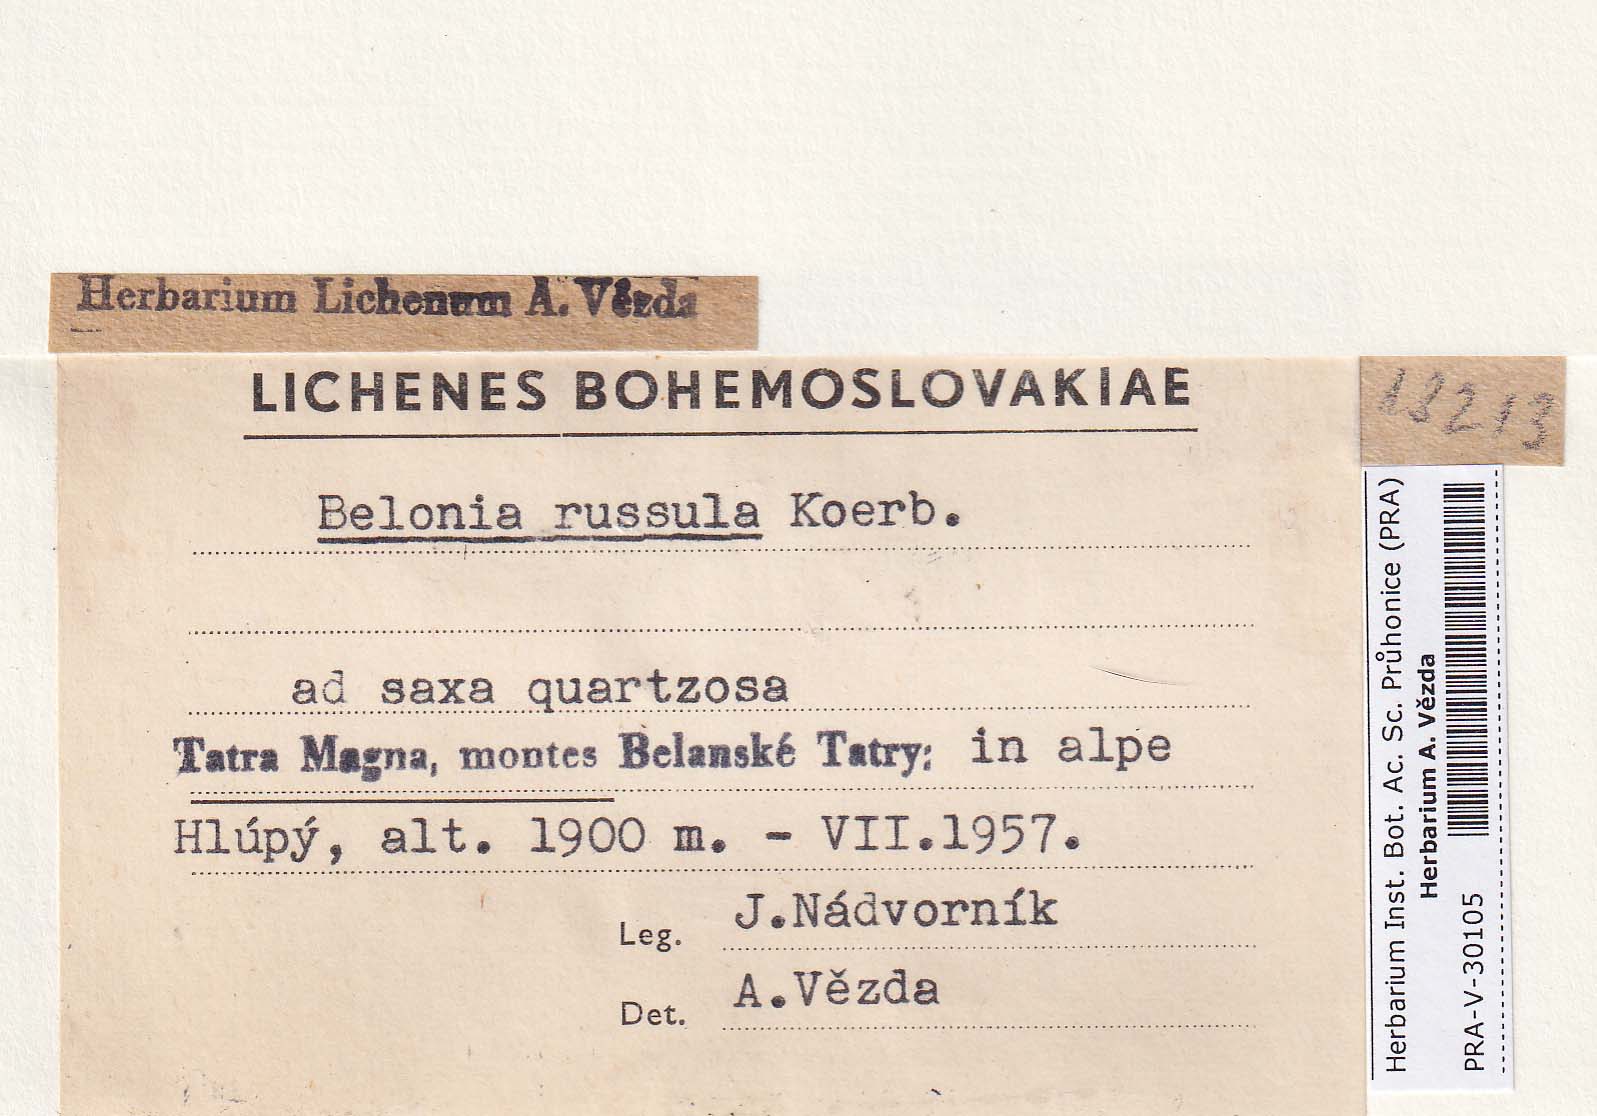 Herbarium Lichenum A. Vězda
LICHENES BOHEMOSLOVAKIAE
13213
Belonia russula Koerb.
ad saxa quartzosa
Tatra Magna, montes Belanské Tatry; in alpe
Hlúpý, alt. 1900 m. - VII.1957.
Leg. J.Nádvorník
Det. A.Vězda
Herbarium Inst. Bot. Ac. Sc. Průhonice (PRA)
Herbarium A. Vězda
PRA-V-30105